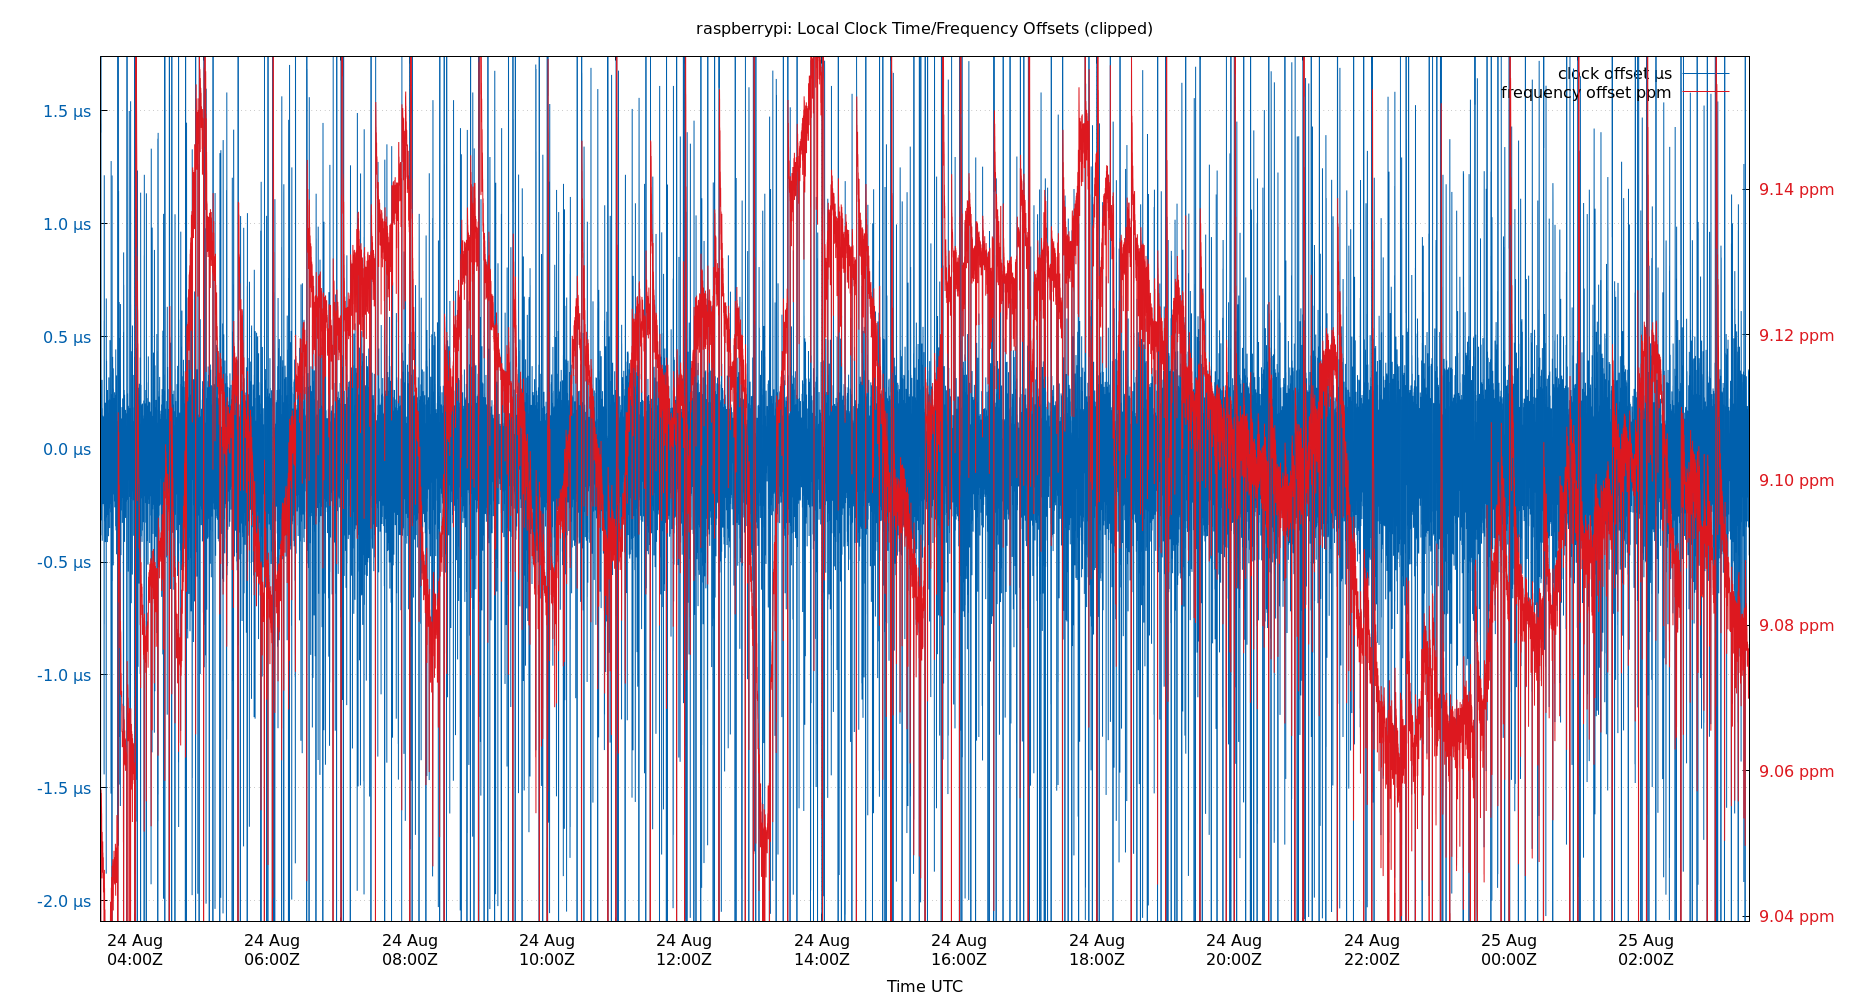 raspberrypi: Local Clock Time/Frequency Offsets (clipped)
clock offset µs
frequency offset ppm
1.5 µs
1.0 µs
0.5 µs
0.0 µs
-0.5 µs
-1.0 µs
-1.5 µs
-2.0 µs
9.14 ppm
9.12 ppm
9.10 ppm
9.08 ppm
9.06 ppm
9.04 ppm
24 Aug 24 Aug 24 Aug 24 Aug 24 Aug 24 Aug 24 Aug 24 Aug 24 Aug 24 Aug 25 Aug 25 Aug
04:00Z 06:00Z 08:00Z 10:00Z 12:00Z 14:00Z 16:00Z 18:00Z 20:00Z 22:00Z 00:00Z 02:00Z
Time UTC